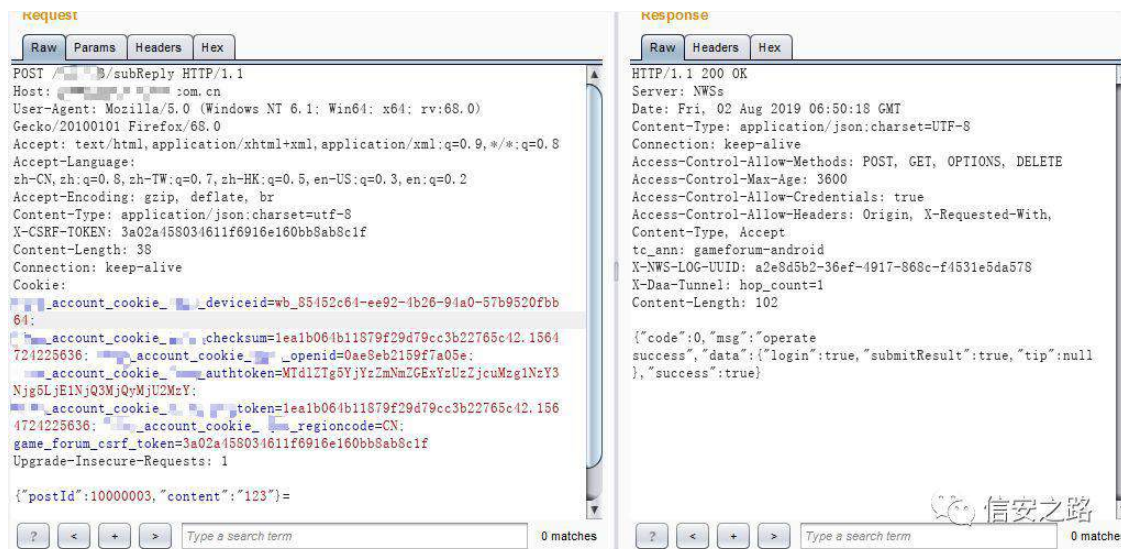 Request
Raw Params Headers Hex
POST / /subReply HTTP/1.1
Host: .com.cn
User-Agent: Mozilla/5.0 (Windows NT 6.1; Win64; x64; rv:68.0)
Gecko/20100101 Firefox/68.0
Accept: text/html,application/xhtml+xml,application/xml;q=0.9,*/*;q=0.8
Accept-Language:
zh-CN,zh;q=0.8,zh-TW;q=0.7,zh-HK;q=0.5,en-US;q=0.3,en;q=0.2
Accept-Encoding: gzip, deflate, br
Content-Type: application/json;charset=utf-8
X-CSRF-TOKEN: 3a02a458034611f6916e160bb8ab8c1f
Content-Length: 38
Connection: keep-alive
Cookie:
_account_cookie_ _deviceid=wb_85452c64-ee92-4b26-94a0-57b9520fbb
64;
_account_cookie_ checksum=1ea1b064b11879f29d79cc3b22765c42.1564
724225636; _account_cookie_ _openid=0ae8eb2159f7a05e;
_account_cookie_ authtoken=MTd1ZTg5YjYzZmNmZGExYzUzZjcuMzg1NzY3
Njg5LjE1NjQ3MjQyMjU2MzY;
_account_cookie_ token=1ea1b064b11879f29d79cc3b22765c42.156
4724225636; _account_cookie_ _regioncode=CN;
game_forum_csrf_token=3a02a458034611f6916e160bb8ab8c1f
Upgrade-Insecure-Requests: 1
{"postId":10000003,"content":"123"}=
? < + > Type a search term 0 matches
Response
Raw Headers Hex
HTTP/1.1 200 OK
Server: NWSs
Date: Fri, 02 Aug 2019 06:50:18 GMT
Content-Type: application/json;charset=UTF-8
Connection: keep-alive
Access-Control-Allow-Methods: POST, GET, OPTIONS, DELETE
Access-Control-Max-Age: 3600
Access-Control-Allow-Credentials: true
Access-Control-Allow-Headers: Origin, X-Requested-With,
Content-Type, Accept
tc_ann: gameforum-android
X-NWS-LOG-UUID: a2e8d5b2-36ef-4917-868c-f4531e5da578
X-Daa-Tunnel: hop_count=1
Content-Length: 102
{"code":0,"msg":"operate
success","data":{"login":true,"submitResult":true,"tip":null
},"success":true}
信安之路
? < + > Type a search term 0 matche